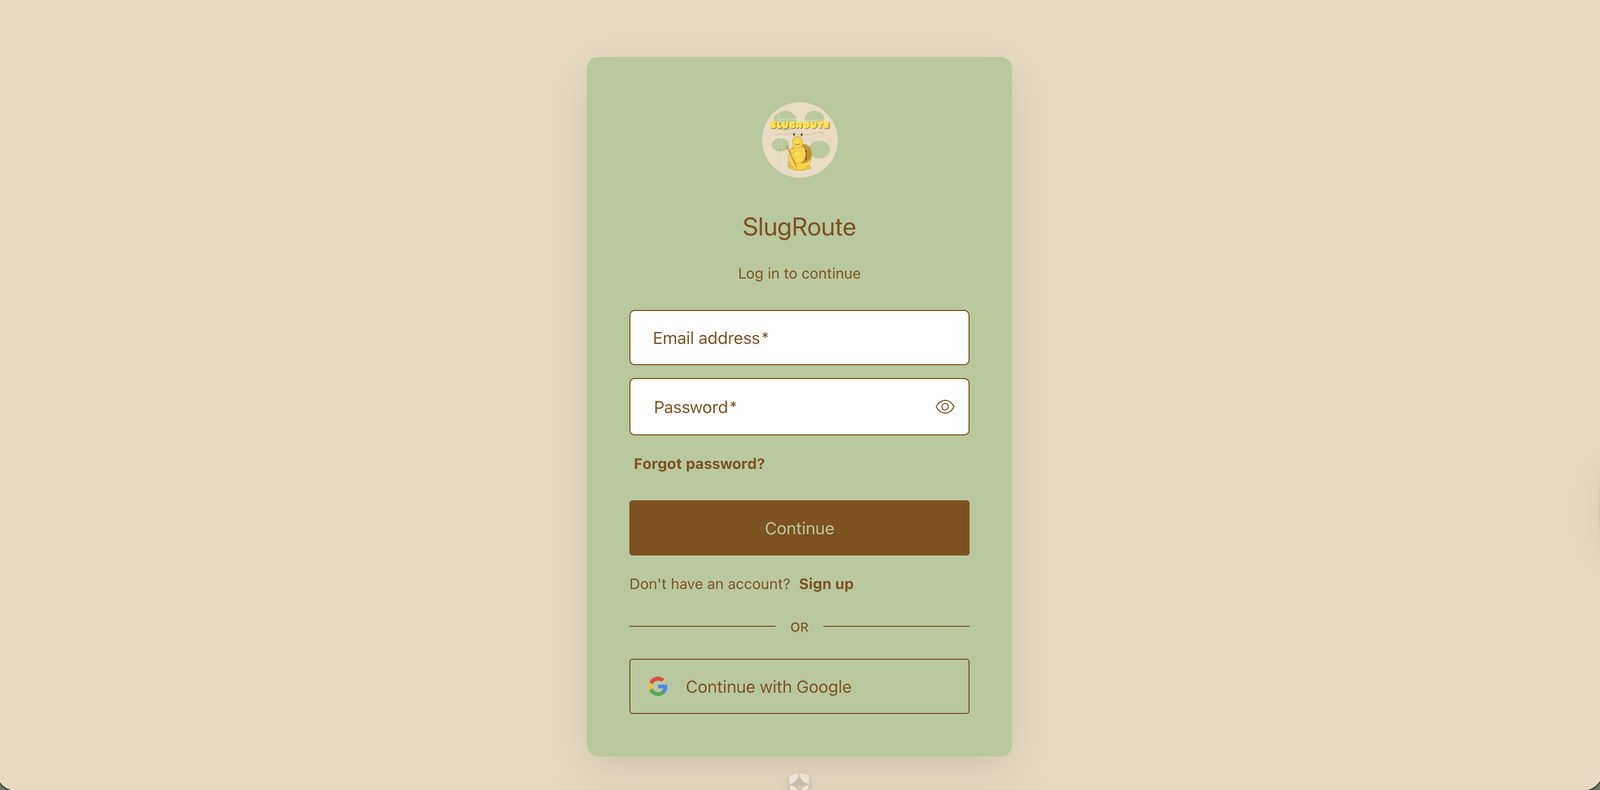 SLUGROUTE
SlugRoute
Log in to continue
Email address*
Password*
Forgot password?
Continue
Don't have an account? Sign up
OR
Continue with Google